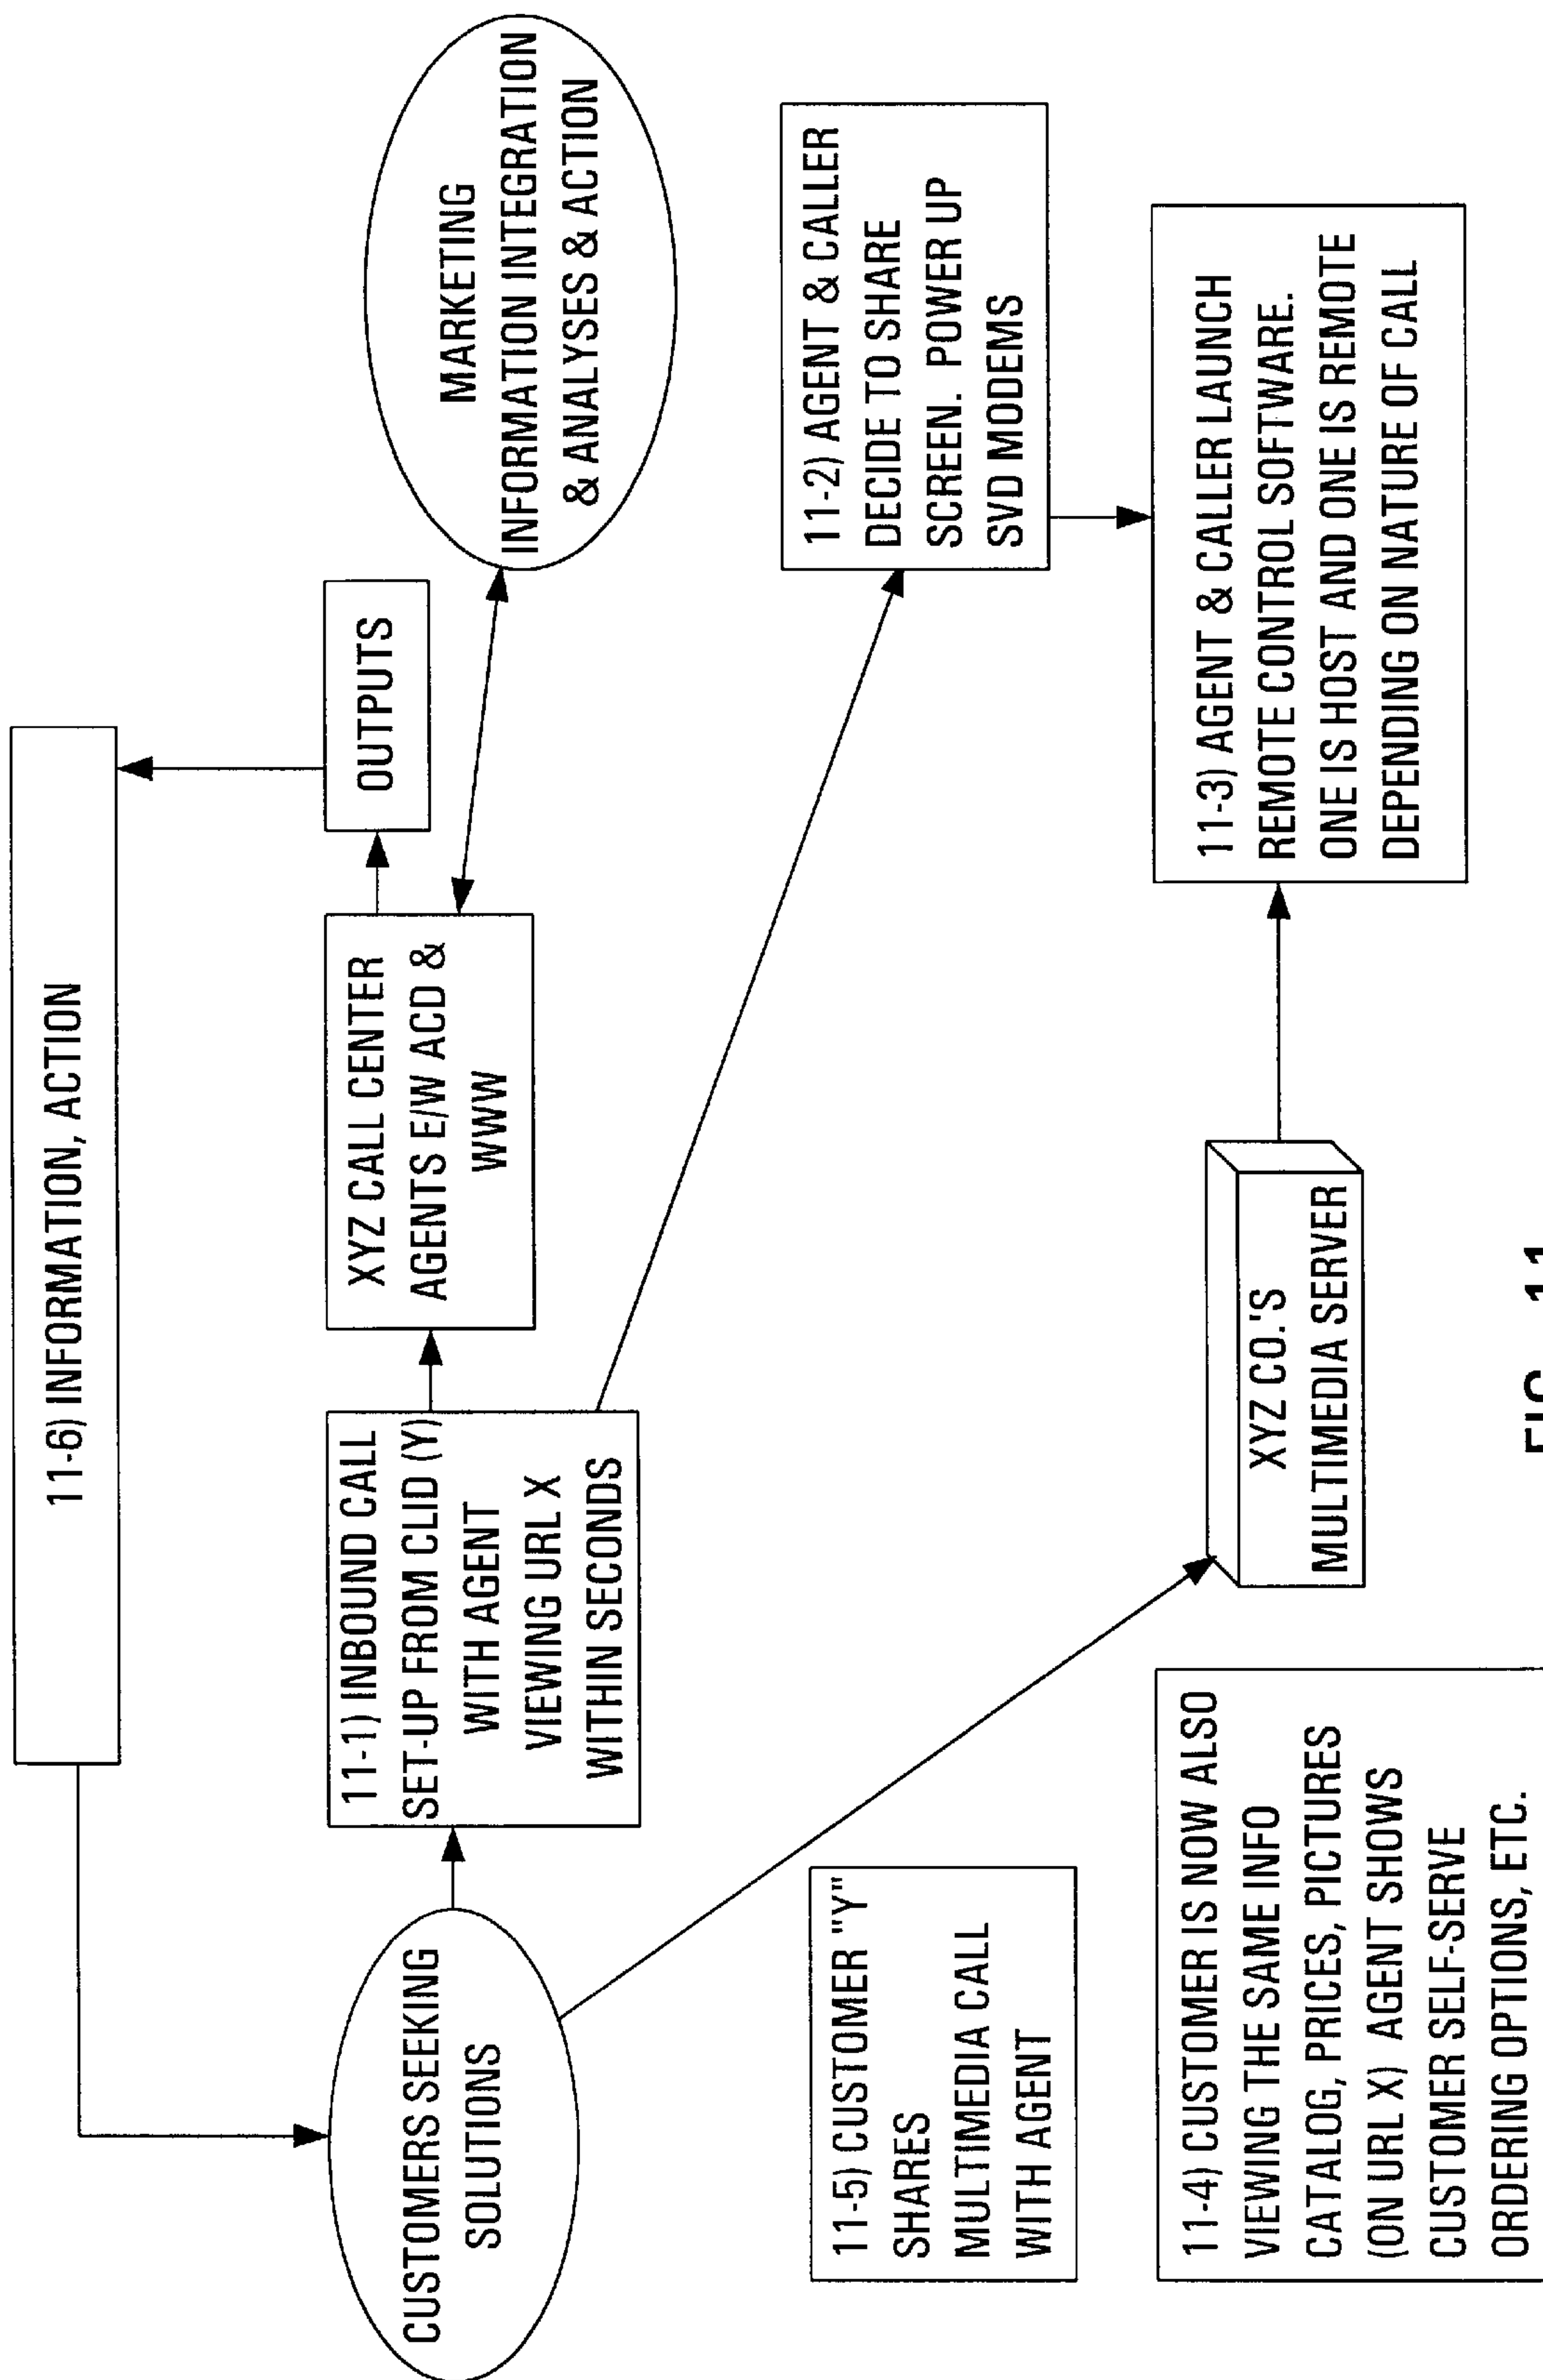 11-6) INFORMATION, ACTION
CUSTOMERS SEEKING
SOLUTIONS
11-1) INBOUND CALL
SET-UP FROM CLID (Y)
WITH AGENT
VIEWING URL X
WITHIN SECONDS
XYZ CALL CENTER
AGENTS E/W ACD &
WWW
OUTPUTS
MARKETING
INFORMATION INTEGRATION
& ANALYSES & ACTION
11-5) CUSTOMER "Y"
SHARES
MULTIMEDIA CALL
WITH AGENT
11-2) AGENT & CALLER
DECIDE TO SHARE
SCREEN. POWER UP
SVD MODEMS
11-4) CUSTOMER IS NOW ALSO
VIEWING THE SAME INFO
CATALOG, PRICES, PICTURES
(ON URL X) AGENT SHOWS
CUSTOMER SELF-SERVE
ORDERING OPTIONS, ETC.
XYZ CO.'S
MULTIMEDIA SERVER
11-3) AGENT & CALLER LAUNCH
REMOTE CONTROL SOFTWARE.
ONE IS HOST AND ONE IS REMOTE
DEPENDING ON NATURE OF CALL
FIG. 11